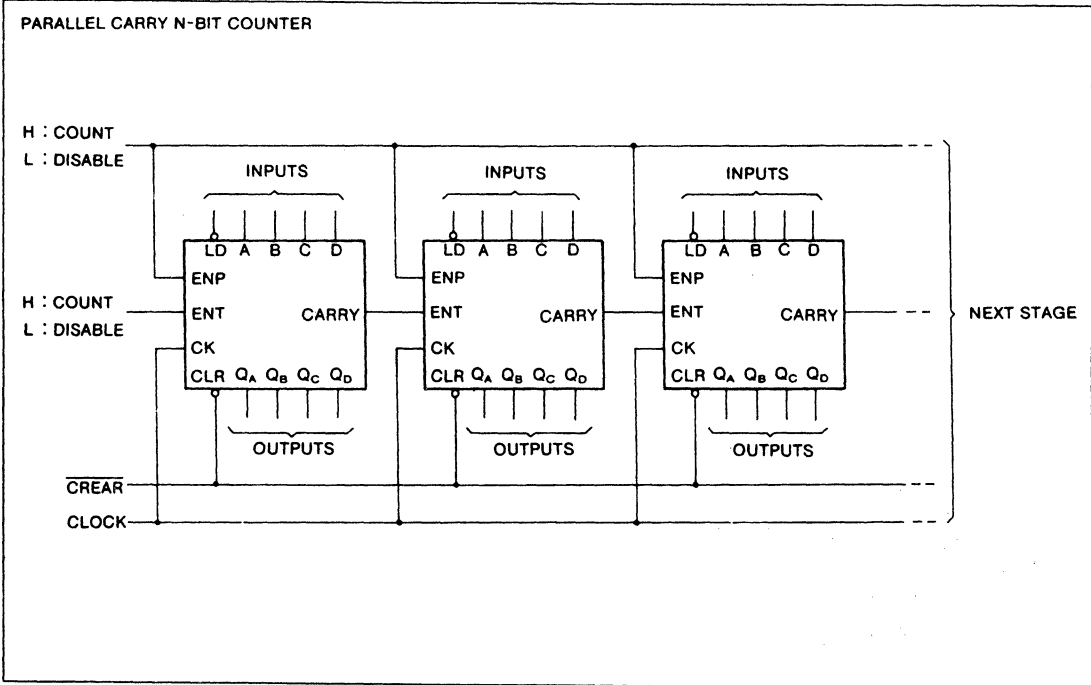 PARALLEL CARRY N-BIT COUNTER
H : COUNT
L : DISABLE
INPUTS INPUTS INPUTS
LD A B C D LD A B C D LD A B C D
ENP ENP ENP
H : COUNT
L : DISABLE
ENT CARRY ENT CARRY ENT CARRY
NEXT STAGE
CK CK CK
CLR QA QB QC QD CLR QA QB QC QD CLR QA QB QC QD
OUTPUTS OUTPUTS OUTPUTS
CREAR
CLOCK